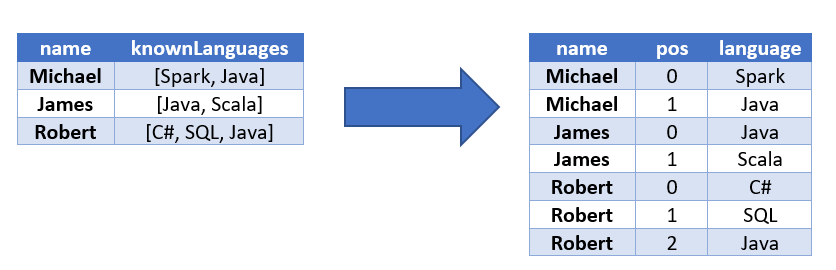 name knownLanguages
Michael [Spark, Java]
James [Java, Scala]
Robert [C#, SQL, Java]
name pos language
Michael 0 Spark
Michael 1 Java
James 0 Java
James 1 Scala
Robert 0 C#
Robert 1 SQL
Robert 2 Java